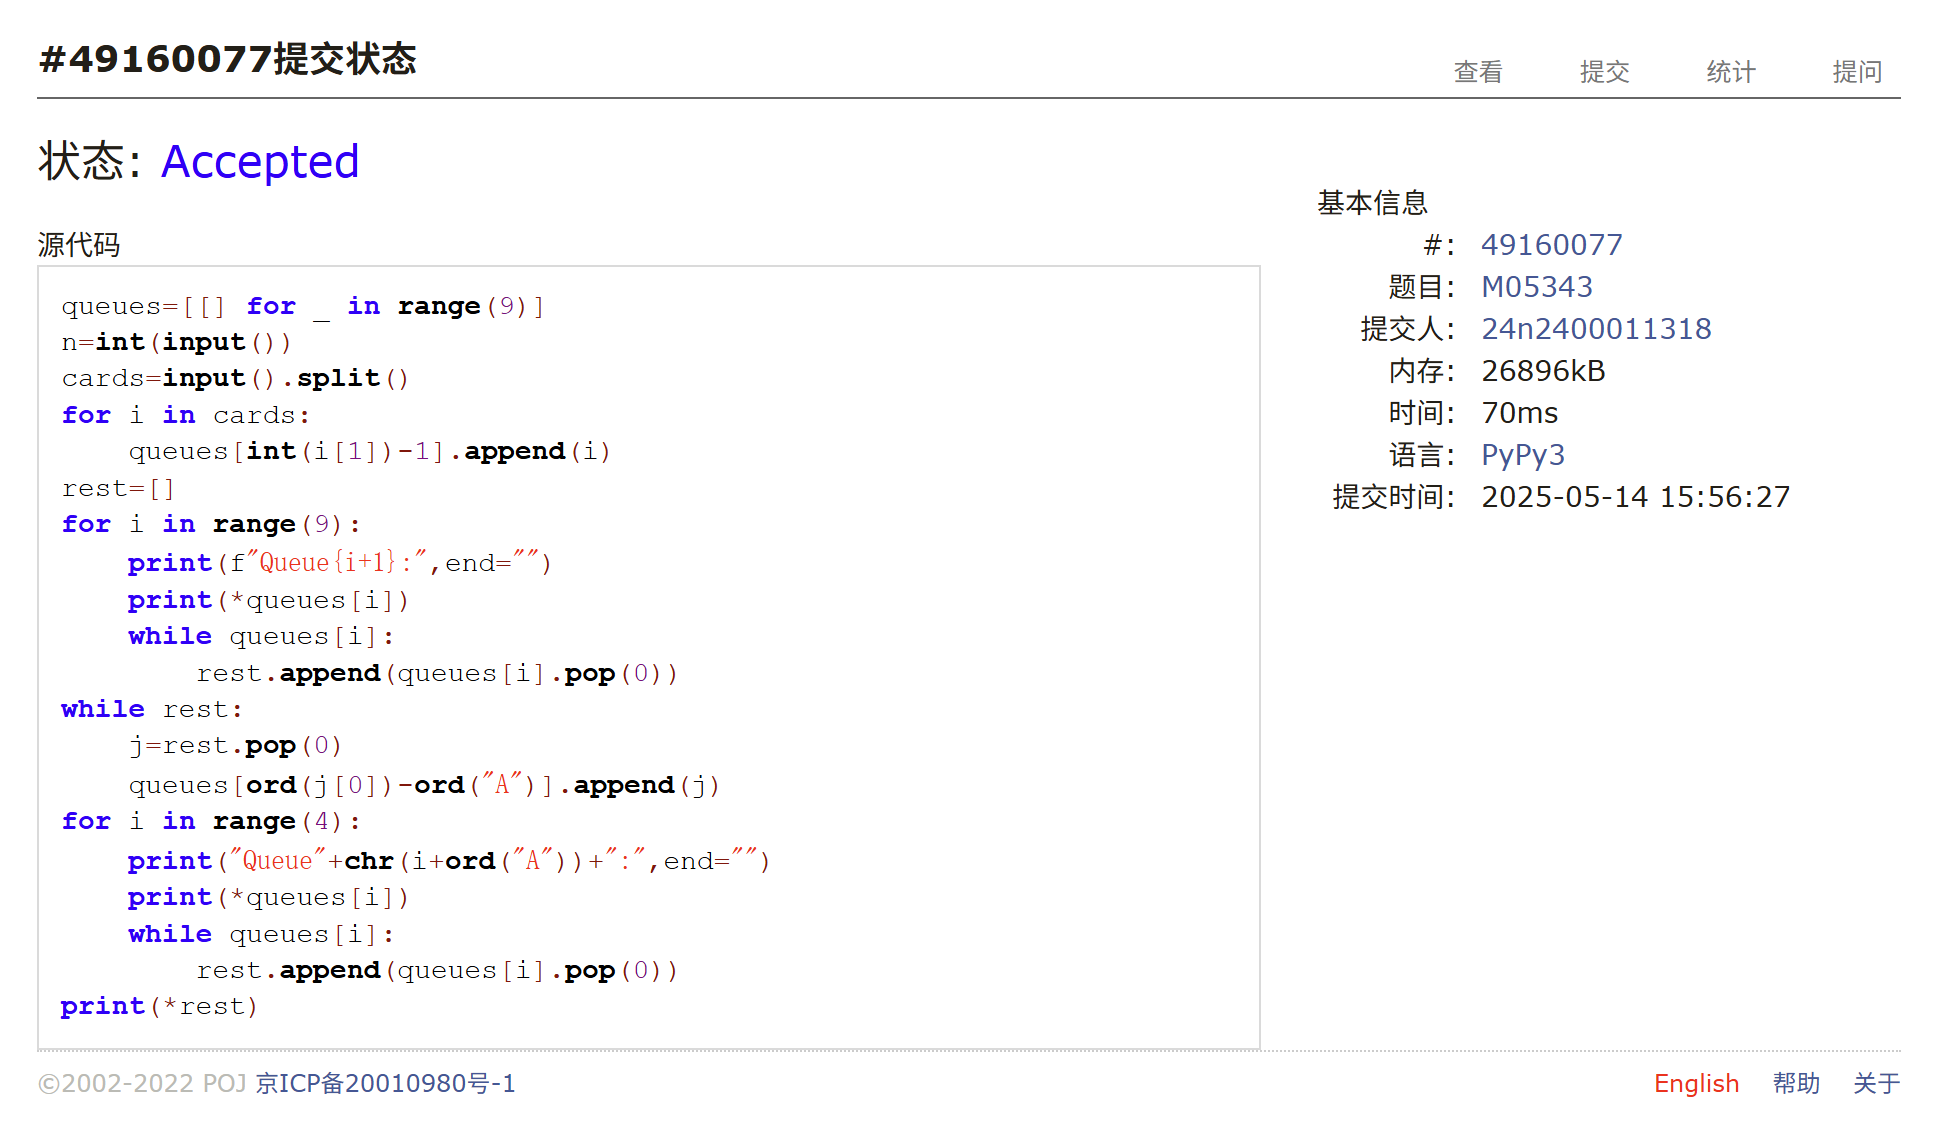 #49160077提交状态
查看 提交 统计 提问
状态: Accepted
源代码
queues=[[] for _ in range(9)]
n=int(input())
cards=input().split()
for i in cards:
    queues[int(i[1])-1].append(i)
rest=[]
for i in range(9):
    print(f"Queue{i+1}:",end="")
    print(*queues[i])
    while queues[i]:
        rest.append(queues[i].pop(0))
while rest:
    j=rest.pop(0)
    queues[ord(j[0])-ord("A")].append(j)
for i in range(4):
    print("Queue"+chr(i+ord("A"))+":",end="")
    print(*queues[i])
    while queues[i]:
        rest.append(queues[i].pop(0))
print(*rest)
基本信息
#: 49160077
题目: M05343
提交人: 24n2400011318
内存: 26896kB
时间: 70ms
语言: PyPy3
提交时间: 2025-05-14 15:56:27
©2002-2022 POJ 京ICP备20010980号-1
English 帮助 关于